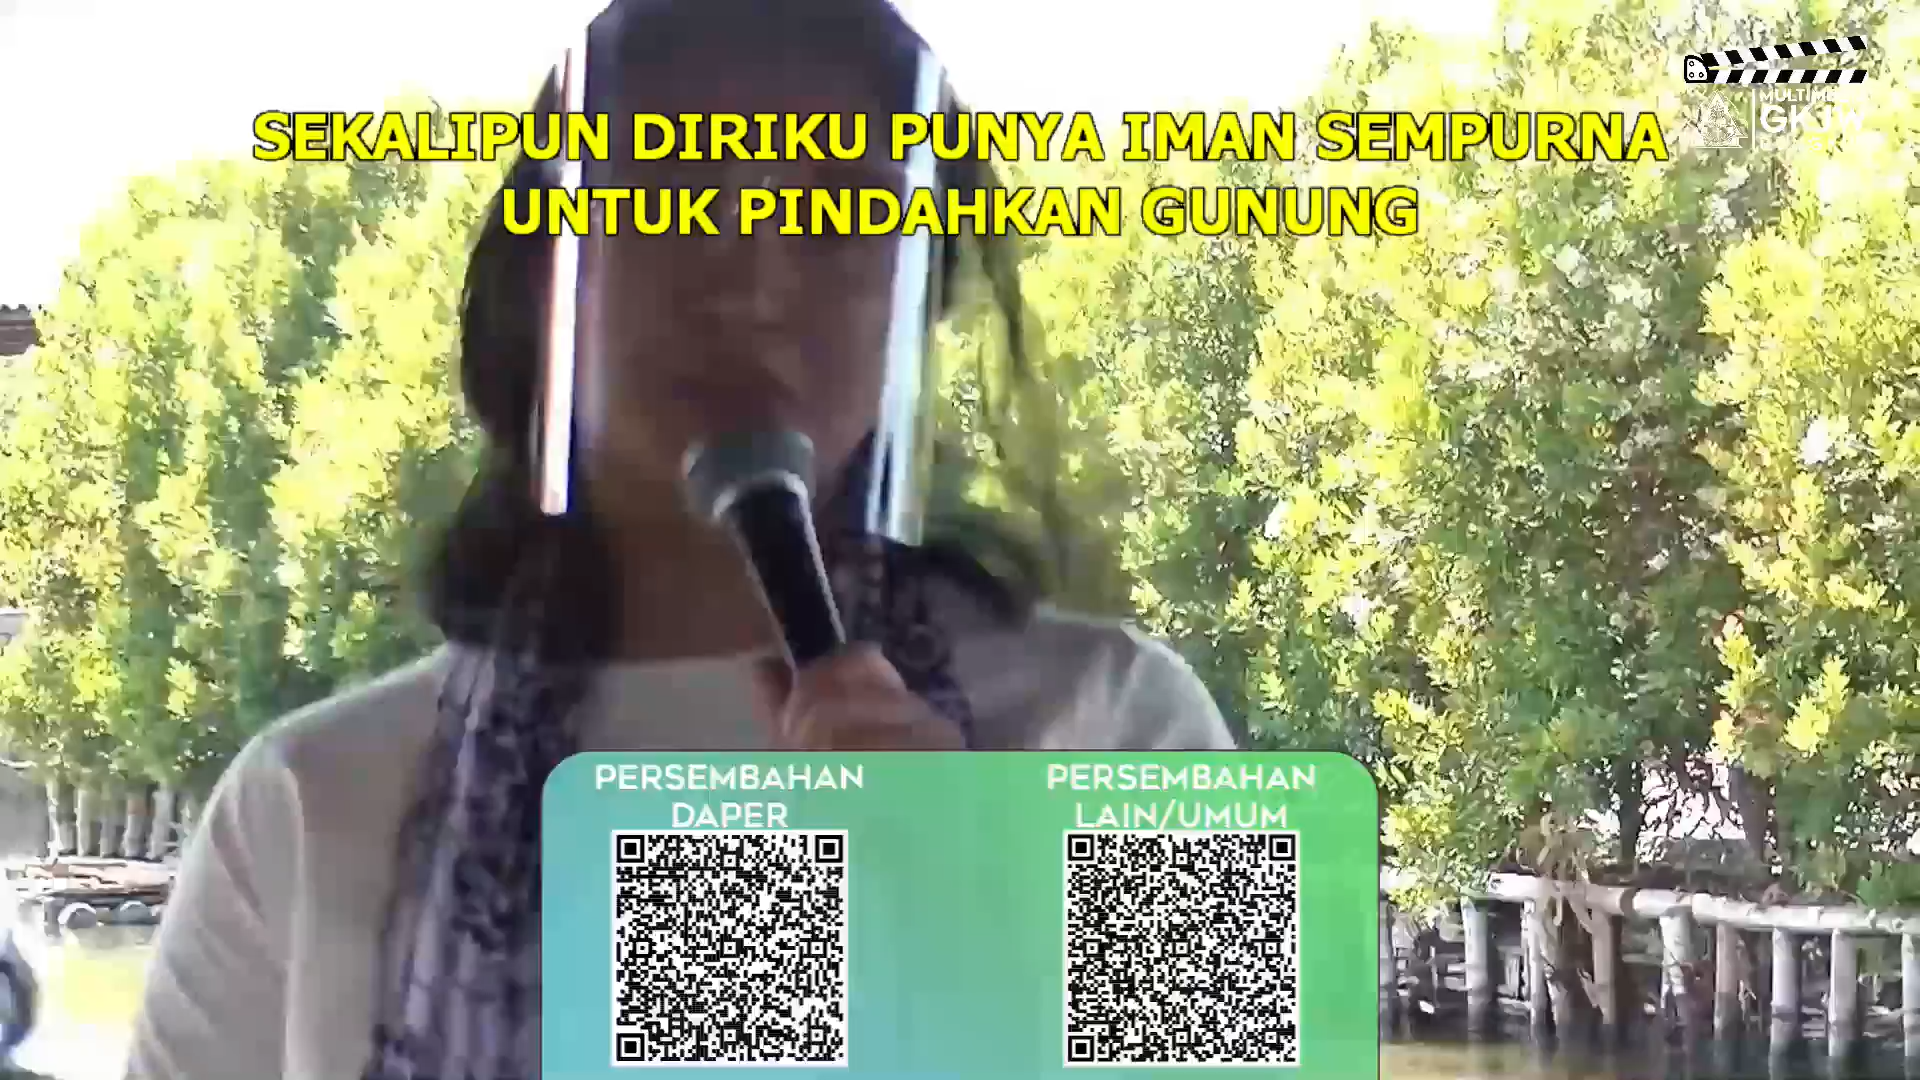 SEKALIPUN DIRIKU PUNYA IMAN SEMPURNA
UNTUK PINDAHKAN GUNUNG
GKJW
PERSEMBAHAN
DAPER
PERSEMBAHAN
LAIN/UMUM